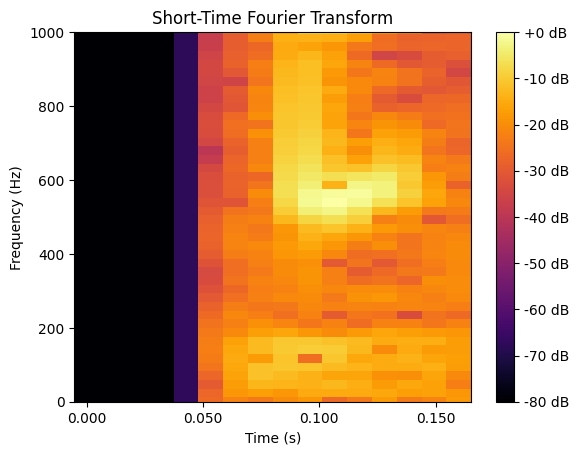 Short-Time Fourier Transform
1000
800
600
400
200
0
Frequency (Hz)
0.000
0.050
0.100
0.150
Time (s)
+0 dB
-10 dB
-20 dB
-30 dB
-40 dB
-50 dB
-60 dB
-70 dB
-80 dB